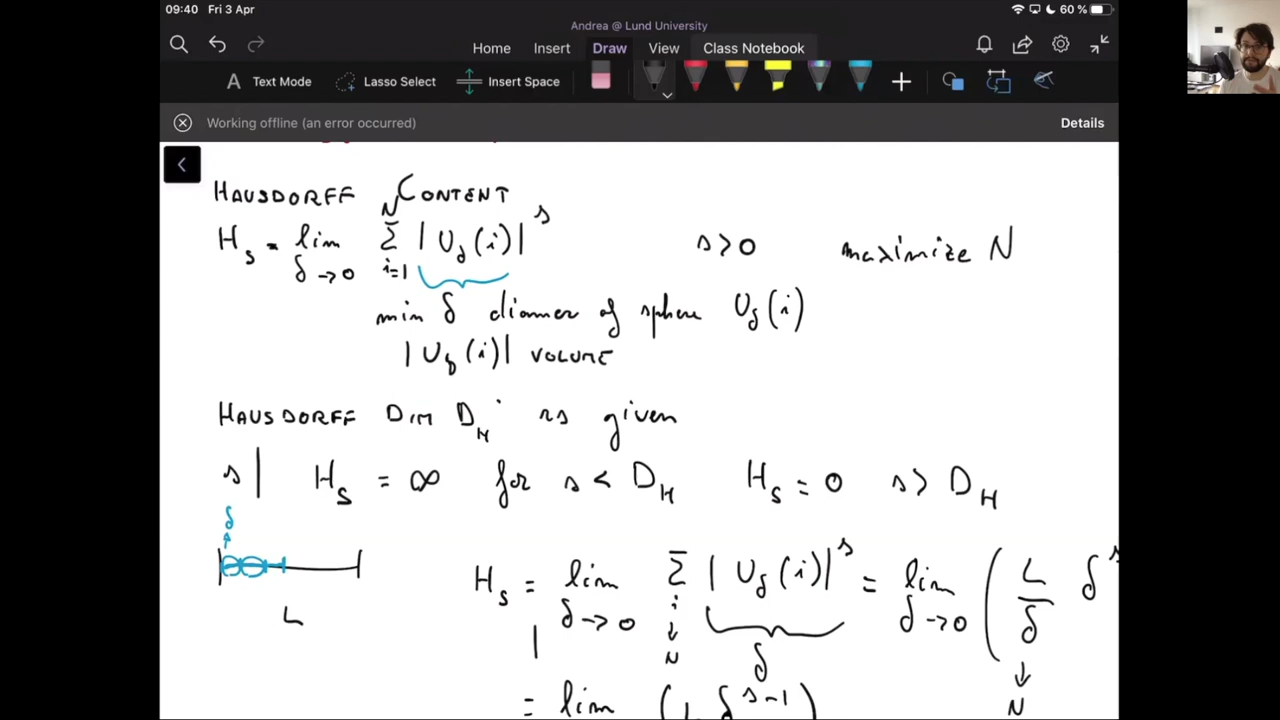 09:40 Fri 3 Apr
60 %
Andrea @ Lund University
Home Insert Draw View Class Notebook
Text Mode Lasso Select Insert Space
Working offline (an error occurred) Details
HAUSDORFF CONTENT
H_s = lim_{δ→0} Σ_{i=1}^{N} |U_δ(i)|^s s>0 maximize N
min δ diamer of sphere U_δ(i)
|U_δ(i)| VOLUME
HAUSDORFF DIM D_H is given
s | H_s = ∞ for s < D_H H_s = 0 s > D_H
δ
L
H_s = lim_{δ→0} Σ_i |U_δ(i)|^s = lim_{δ→0} ( L/δ δ^s
N δ N
= lim ( L δ^{s-1} )